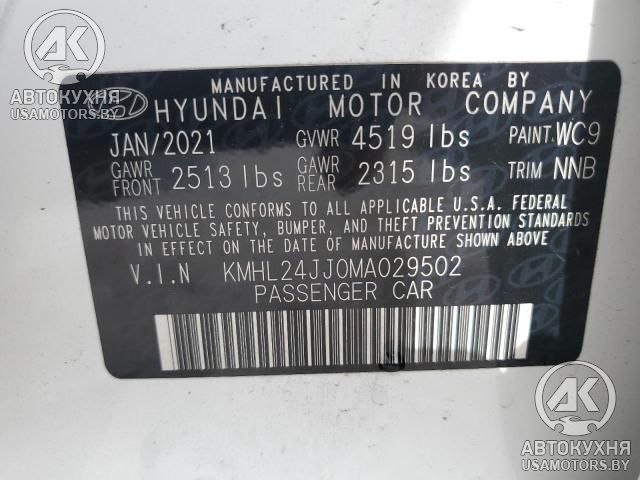 MANUFACTURED IN KOREA BY
HYUNDAI MOTOR COMPANY
JAN/2021 GVWR 4519 lbs PAINT WC9
GAWR FRONT 2513 lbs GAWR REAR 2315 lbs TRIM NNB
THIS VEHICLE CONFORMS TO ALL APPLICABLE U.S.A. FEDERAL
MOTOR VEHICLE SAFETY, BUMPER, AND THEFT PREVENTION STANDARDS
IN EFFECT ON THE DATE OF MANUFACTURE SHOWN ABOVE.
V.I.N KMHL24JJ0MA029502
PASSENGER CAR
АК
АВТОКУХНЯ
USAMOTORS.BY
АК
АВТОКУХНЯ
USAMOTORS.BY